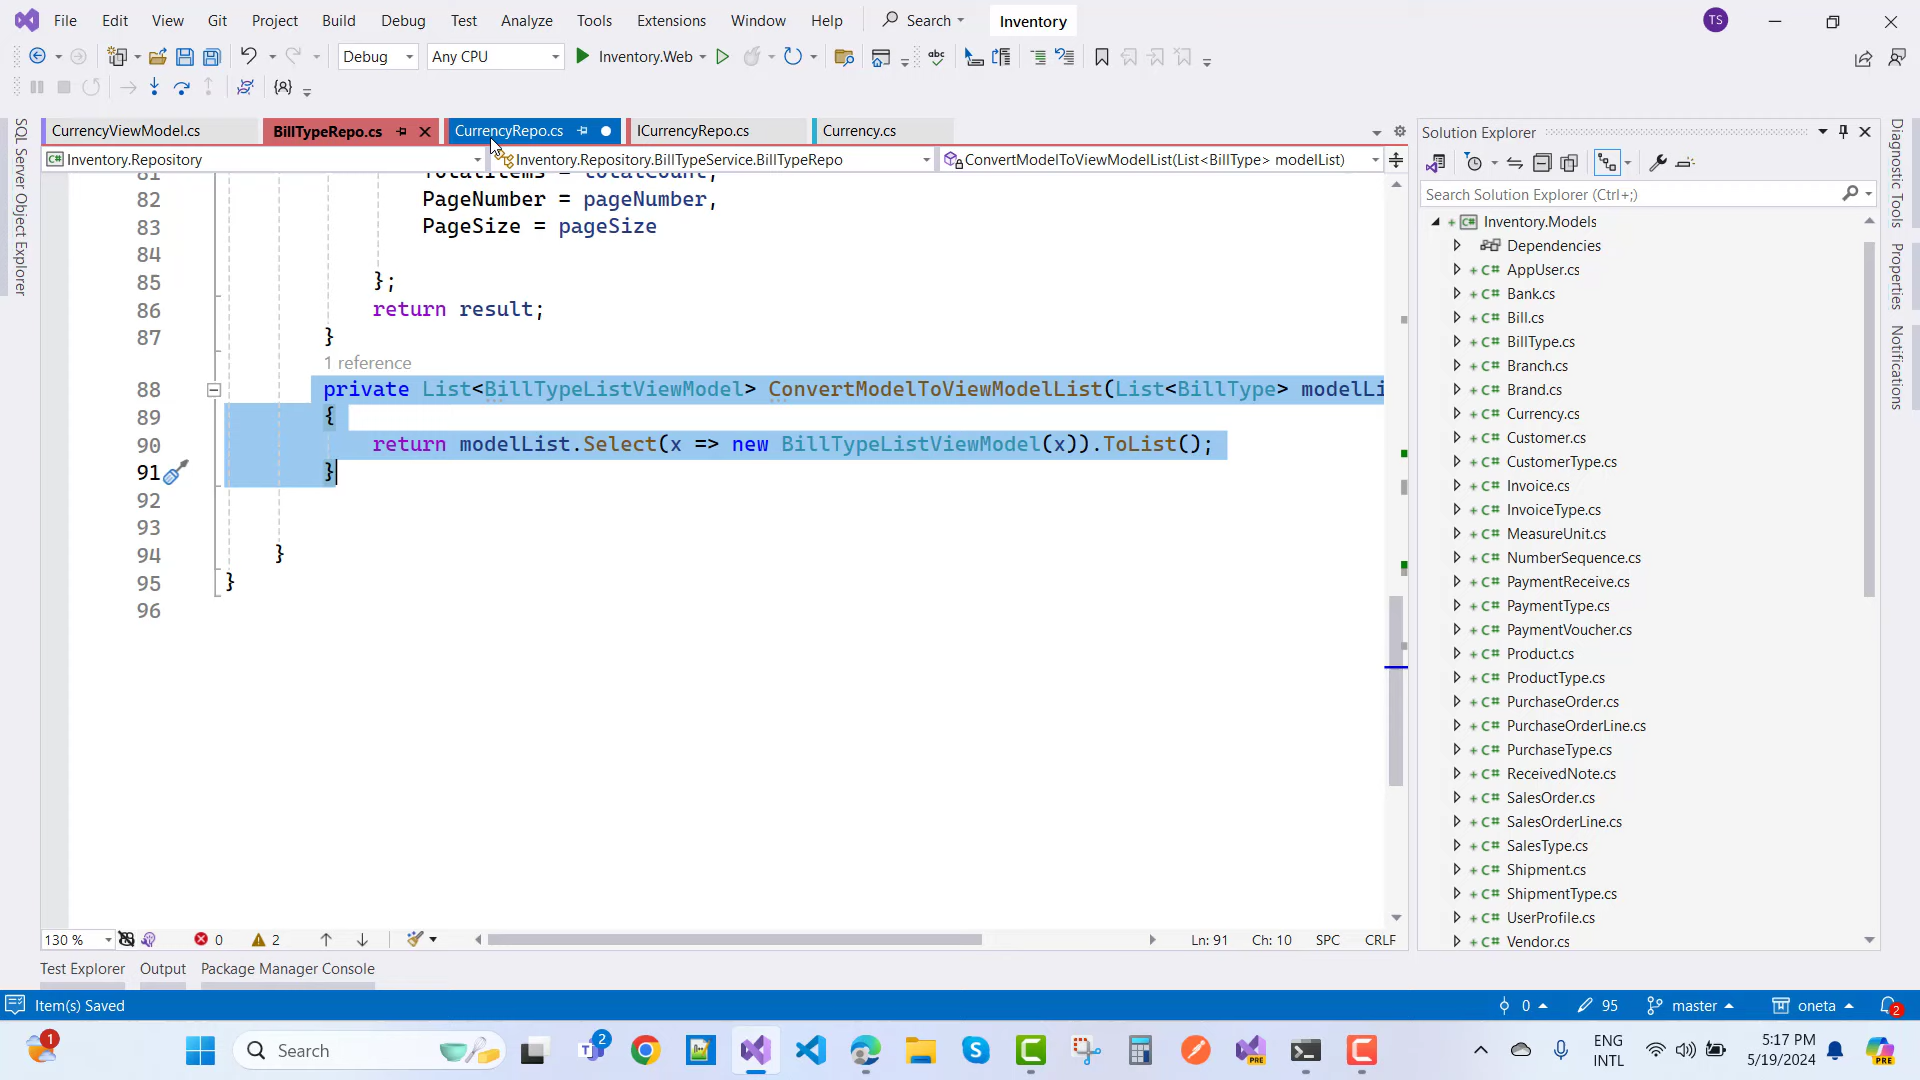 File Edit View Git Project Build Debug Test Analyze Tools Extensions Window Help Search Inventory TS
Debug Any CPU Inventory.Web
CurrencyViewModel.cs BillTypeRepo.cs CurrencyRepo.cs ICurrencyRepo.cs Currency.cs
Inventory.Repository Inventory.Repository.BillTypeService.BillTypeRepo ConvertModelToViewModelList(List<BillType> modelList)
81 TotalItems = totalCount,
82 PageNumber = pageNumber,
83 PageSize = pageSize
84
85 };
86 return result;
87 }
1 reference
88 private List<BillTypeListViewModel> ConvertModelToViewModelList(List<BillType> modelLi
89 {
90 return modelList.Select(x => new BillTypeListViewModel(x)).ToList();
91 }
92
93
94 }
95 }
96
130 % 0 2 Ln: 91 Ch: 10 SPC CRLF
Test Explorer Output Package Manager Console
Item(s) Saved 0 95 master oneta 2
SQL Server Object Explorer
Solution Explorer
Search Solution Explorer (Ctrl+;)
Inventory.Models
Dependencies
C# AppUser.cs
C# Bank.cs
C# Bill.cs
C# BillType.cs
C# Branch.cs
C# Brand.cs
C# Currency.cs
C# Customer.cs
C# CustomerType.cs
C# Invoice.cs
C# InvoiceType.cs
C# MeasureUnit.cs
C# NumberSequence.cs
C# PaymentReceive.cs
C# PaymentType.cs
C# PaymentVoucher.cs
C# Product.cs
C# ProductType.cs
C# PurchaseOrder.cs
C# PurchaseOrderLine.cs
C# PurchaseType.cs
C# ReceivedNote.cs
C# SalesOrder.cs
C# SalesOrderLine.cs
C# SalesType.cs
C# Shipment.cs
C# ShipmentType.cs
C# UserProfile.cs
C# Vendor.cs
Diagnostic Tools
Properties
Notifications
1 Search 2 PRE ENG
INTL 5:17 PM
5/19/2024 PRE